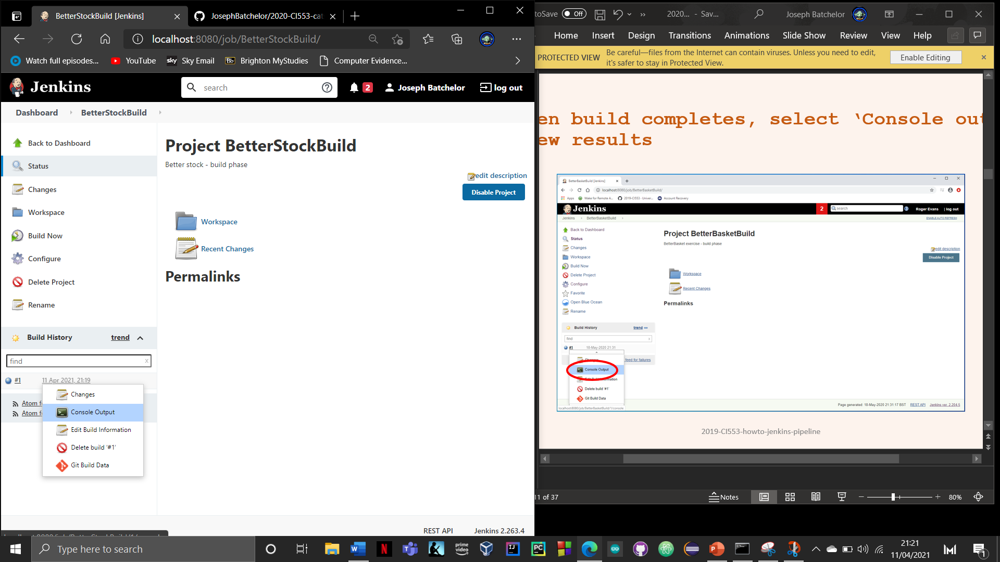 BetterStockBuild [Jenkins]
JosephBatchelor/2020-CI553-cat
localhost:8080/job/BetterStockBuild/
Watch full episodes...
YouTube
sky Sky Email
Bb Brighton MyStudies
Computer Evidence...
Jenkins
search
2
Joseph Batchelor
log out
Dashboard
BetterStockBuild
Back to Dashboard
Status
Changes
Workspace
Build Now
Configure
Delete Project
Rename
Project BetterStockBuild
Better stock - build phase
edit description
Disable Project
Workspace
Recent Changes
Permalinks
Build History
trend
find
x
#1
11 Apr 2021, 21:19
Atom f
Atom f
Changes
Console Output
Edit Build Information
Delete build '#1'
Git Build Data
REST API
Jenkins 2.263.4
toSave
Off
2020... - Sav...
Joseph Batchelor
Home
Insert
Design
Transitions
Animations
Slide Show
Review
View
Help
PROTECTED VIEW
Be careful—files from the Internet can contain viruses. Unless you need to edit,
it's safer to stay in Protected View.
Enable Editing
en build completes, select ‘Console out
ew results
BetterBasketBuild [Jenkins]
localhost:8080/job/BetterBasketBuild/
Apps
Wake for Remote A...
2019-CI553 - Univer...
Account Recovery
Jenkins
2
search
Roger Evans
| log out
Jenkins
BetterBasketBuild
ENABLE AUTO REFRESH
Back to Dashboard
Status
Changes
Workspace
Build Now
Delete Project
Configure
Favorite
Open Blue Ocean
Rename
Project BetterBasketBuild
BetterBasket exercise - build phase
edit description
Disable Project
Workspace
Recent Changes
Permalinks
Build History
trend
find
x
#1
18-May-2020 21:31
feed for failures
Changes
Console Output
Edit Build Information
Delete build '#1'
Git Build Data
localhost:8080/job/BetterBasketBuild/1/console
Page generated: 18-May-2020 21:31:17 BST
REST API
Jenkins ver. 2.204.5
2019-CI553-howto-jenkins-pipeline
11 of 37
Notes
80%
Type here to search
prime video
21:21
11/04/2021
1